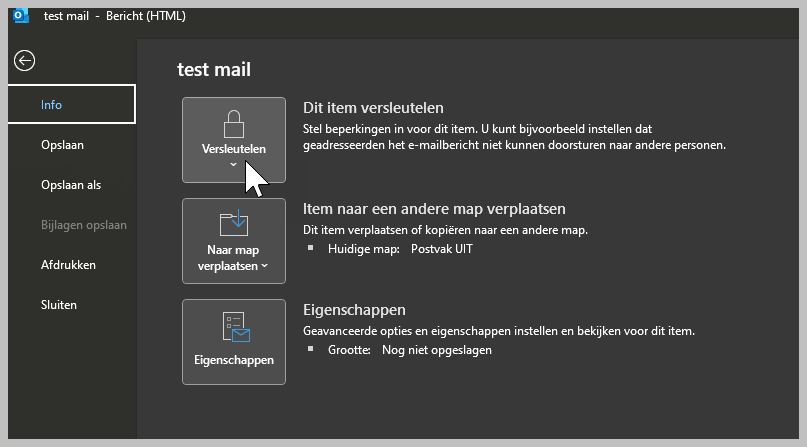 test mail - Bericht (HTML)
test mail
Info
Opslaan
Opslaan als
Bijlagen opslaan
Afdrukken
Sluiten
Versleutelen
Dit item versleutelen
Stel beperkingen in voor dit item. U kunt bijvoorbeeld instellen dat
geadresseerden het e-mailbericht niet kunnen doorsturen naar andere personen.
Naar map
verplaatsen
Item naar een andere map verplaatsen
Dit item verplaatsen of kopiëren naar een andere map.
Huidige map: Postvak UIT
Eigenschappen
Eigenschappen
Geavanceerde opties en eigenschappen instellen en bekijken voor dit item.
Grootte: Nog niet opgeslagen